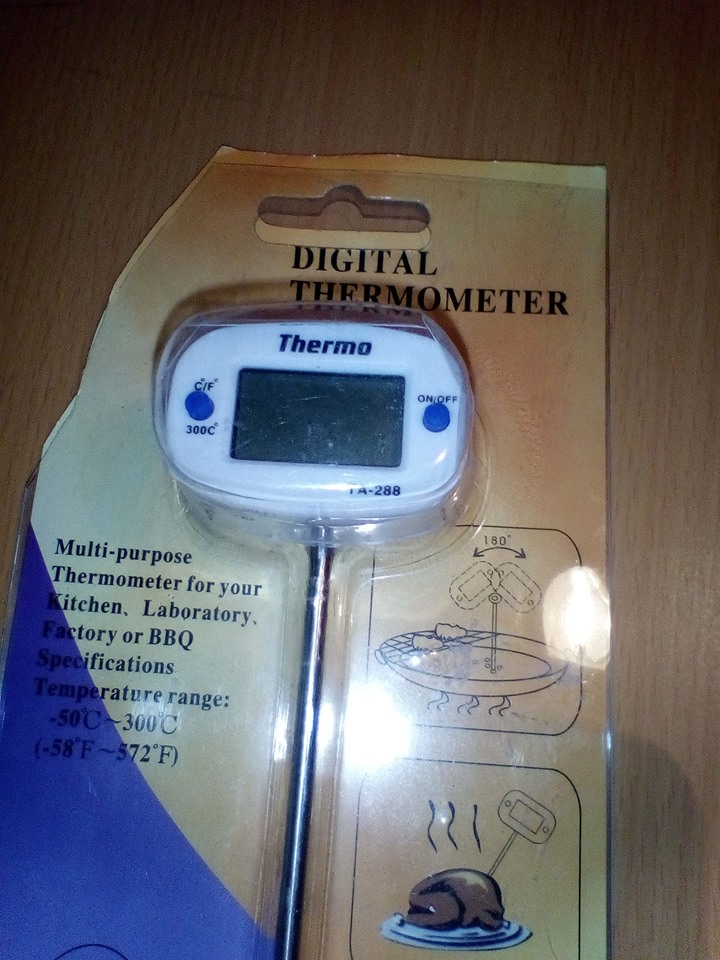 DIGITAL
THERMOMETER
Thermo
C°/F°
ON/OFF
300C°
TA-288
180°
Multi-purpose
Thermometer for your
Kitchen、Laboratory、
Factory or BBQ
Specifications
Temperature range:
-50℃~300℃
(-58°F~572°F)